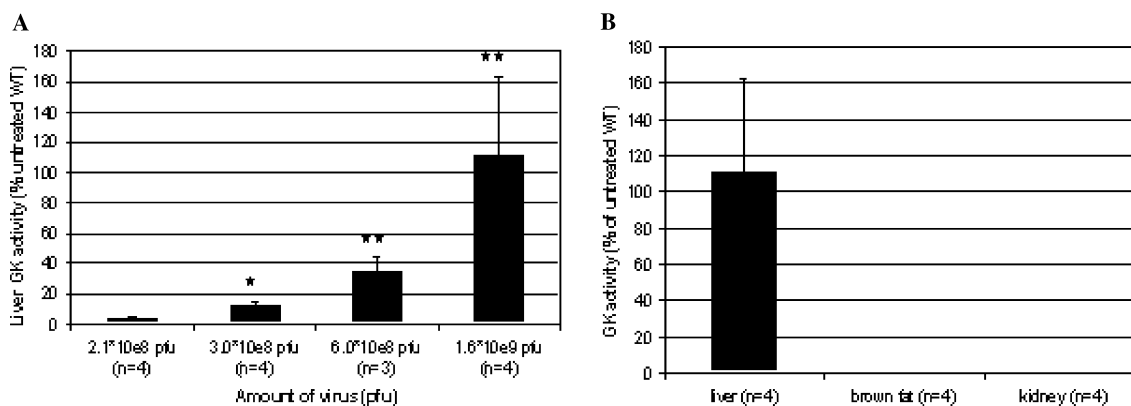 A
Liver GK activity (% untreated WT)
180
160
140
120
100
80
60
40
20
0
★
★★
★★
2.1*10e8 pfu
(n=4)
3.0*10e8 pfu
(n=4)
6.0*10e8 pfu
(n=3)
1.6*10e9 pfu
(n=4)
Amount of virus (pfu)
B
GK activity (% of untreated WT)
180
160
140
120
100
80
60
40
20
0
liver (n=4)
brown fat (n=4)
kidney (n=4)